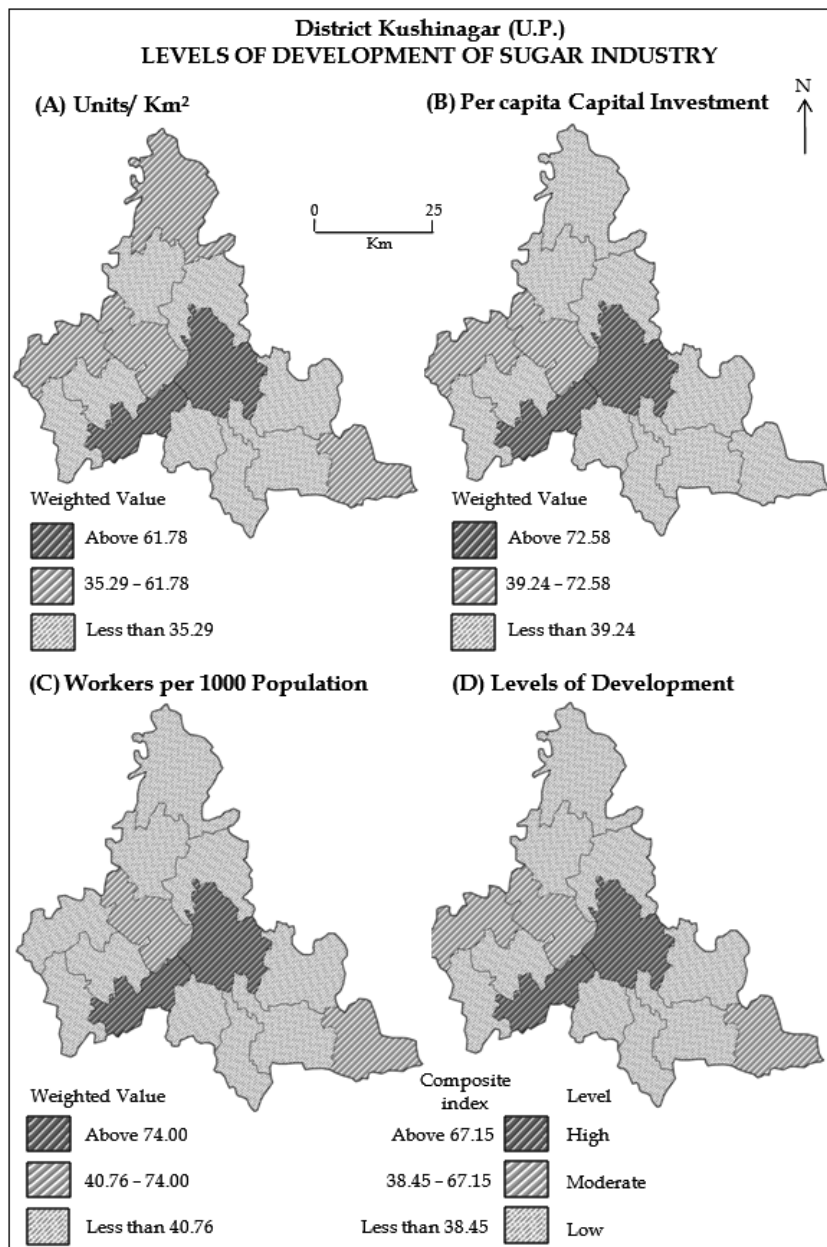 District Kushinagar (U.P.)
LEVELS OF DEVELOPMENT OF SUGAR INDUSTRY
(A) Units/ Km²
(B) Per capita Capital Investment
N
0 25
Km
Weighted Value
Above 61.78
35.29 – 61.78
Less than 35.29
Weighted Value
Above 72.58
39.24 – 72.58
Less than 39.24
(C) Workers per 1000 Population
(D) Levels of Development
Weighted Value
Above 74.00
40.76 – 74.00
Less than 40.76
Composite
index
Level
Above 67.15 High
38.45 – 67.15 Moderate
Less than 38.45 Low